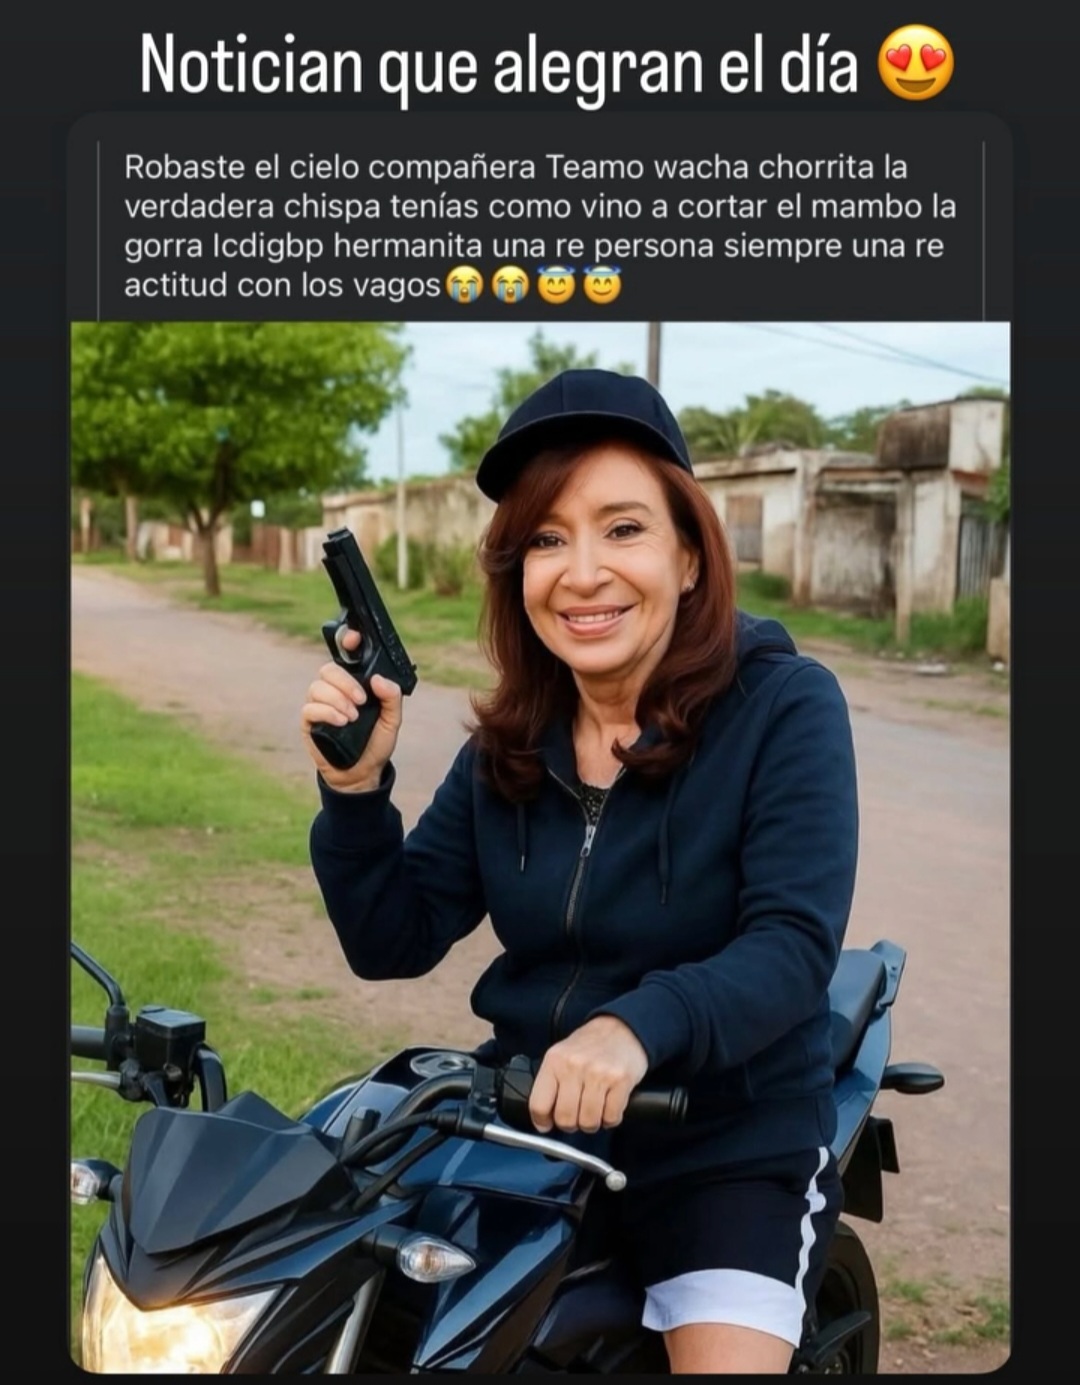 Notician que alegran el día 😍
Robaste el cielo compañera Teamo wacha chorrita la
verdadera chispa tenías como vino a cortar el mambo la
gorra lcdigbp hermanita una re persona siempre una re
actitud con los vagos😭😭😇😇